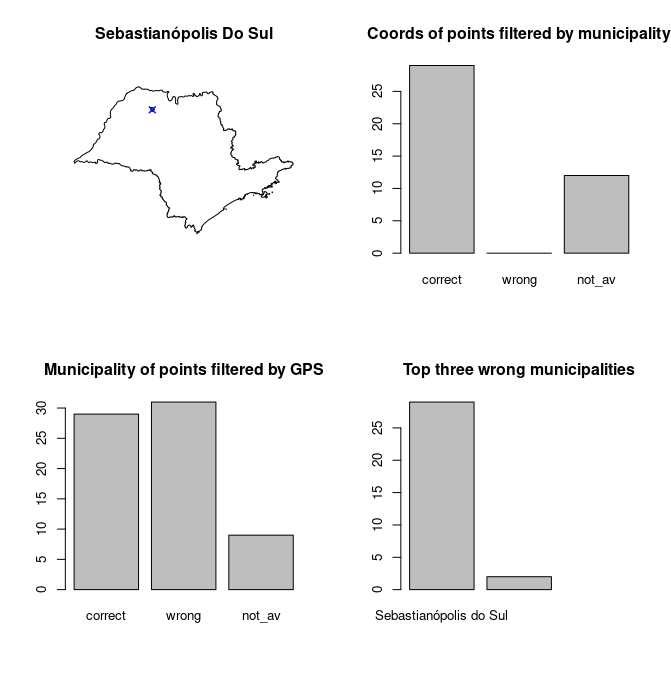 Sebastianópolis Do Sul
Coords of points filtered by municipality
25
20
15
10
5
0
correct wrong not_av
Municipality of points filtered by GPS
30
25
20
15
10
5
0
correct wrong not_av
Top three wrong municipalities
25
20
15
10
5
0
Sebastianópolis do Sul